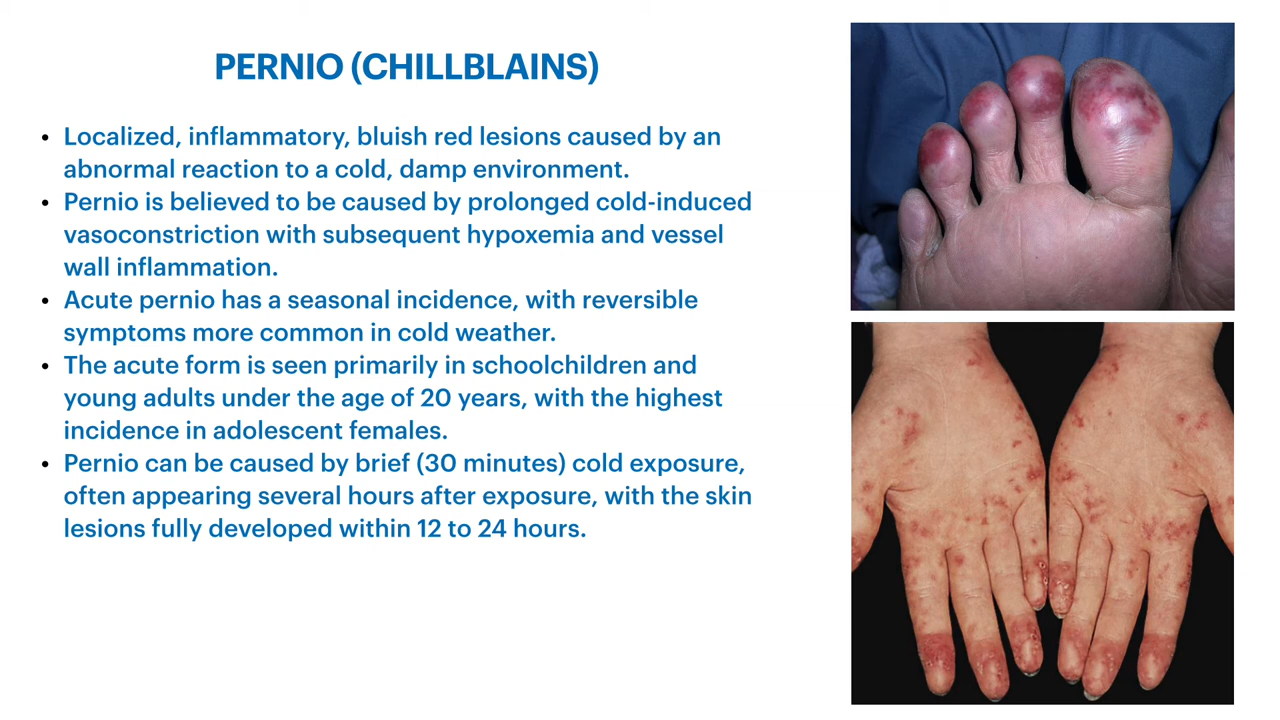 PERNIO (CHILLBLAINS)
• Localized, inflammatory, bluish red lesions caused by an
abnormal reaction to a cold, damp environment.
• Pernio is believed to be caused by prolonged cold-induced
vasoconstriction with subsequent hypoxemia and vessel
wall inflammation.
• Acute pernio has a seasonal incidence, with reversible
symptoms more common in cold weather.
• The acute form is seen primarily in schoolchildren and
young adults under the age of 20 years, with the highest
incidence in adolescent females.
• Pernio can be caused by brief (30 minutes) cold exposure,
often appearing several hours after exposure, with the skin
lesions fully developed within 12 to 24 hours.